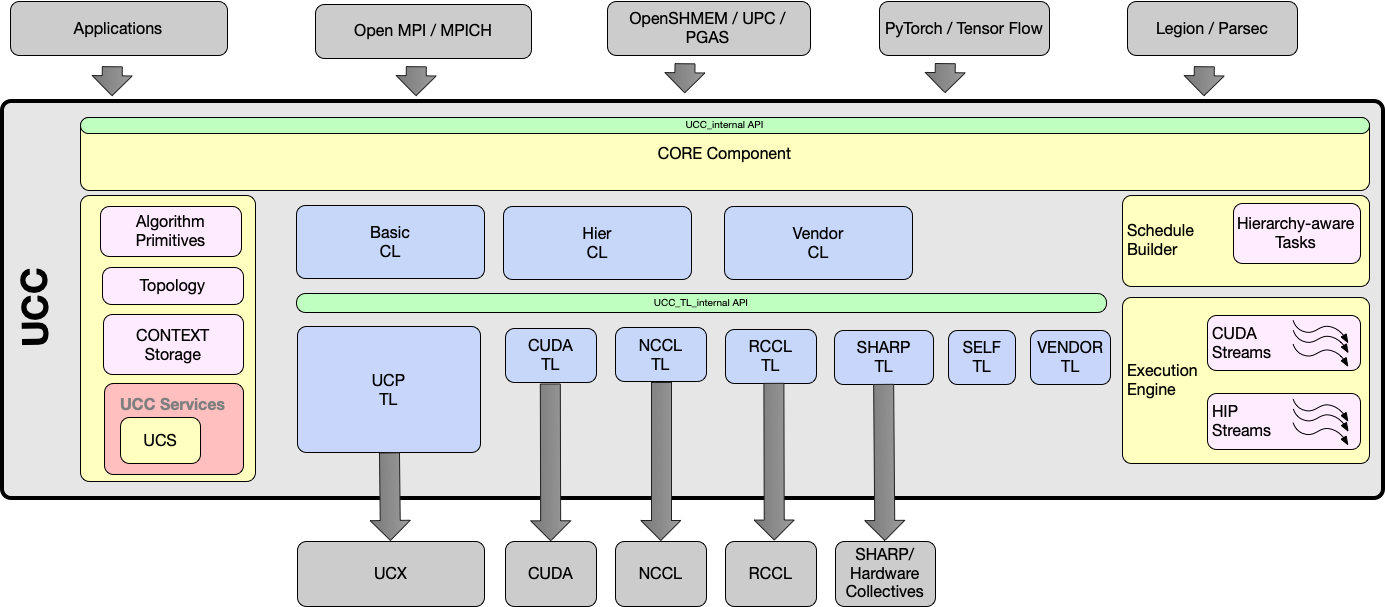 Applications
Open MPI / MPICH
OpenSHMEM / UPC /
PGAS
PyTorch / Tensor Flow
Legion / Parsec
UCC
UCC_internal API
CORE Component
Algorithm
Primitives
Topology
CONTEXT
Storage
UCC Services
UCS
Basic
CL
Hier
CL
Vendor
CL
UCC_TL_internal API
UCP
TL
CUDA
TL
NCCL
TL
RCCL
TL
SHARP
TL
SELF
TL
VENDOR
TL
Schedule
Builder
Hierarchy-aware
Tasks
Execution
Engine
CUDA
Streams
HIP
Streams
UCX
CUDA
NCCL
RCCL
SHARP/
Hardware
Collectives